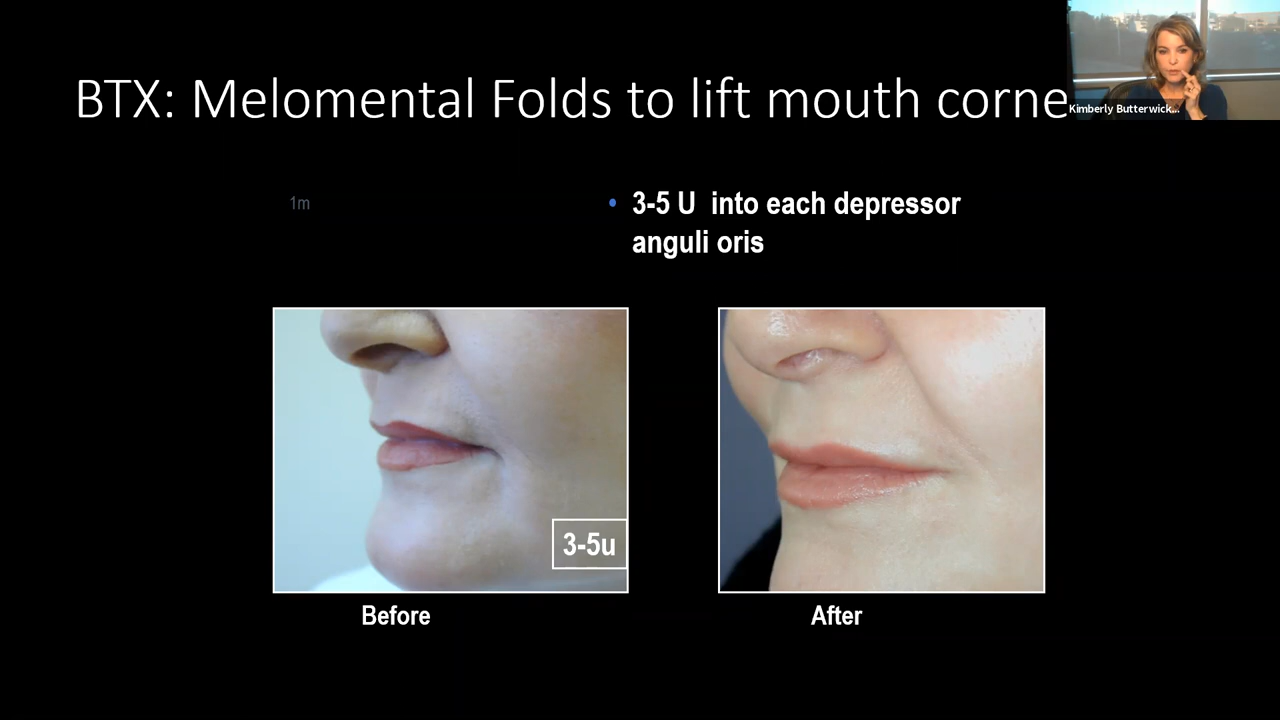 BTX: Melomental Folds to lift mouth corne
Kimberly Butterwick...
1m
• 3-5 U into each depressor
anguli oris
3-5u
Before
After